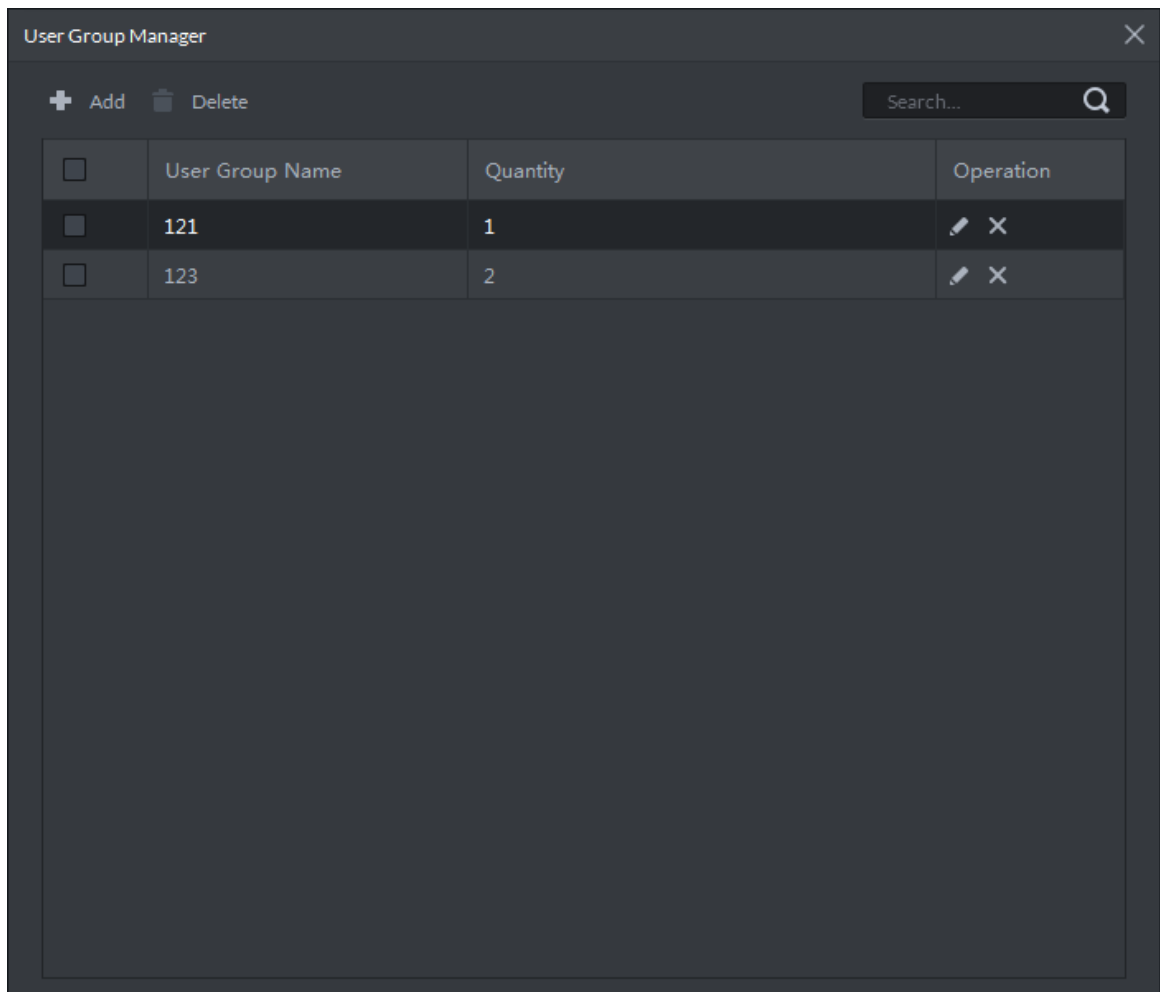 User Group Manager
Add Delete Search...
User Group Name Quantity Operation
121 1
123 2